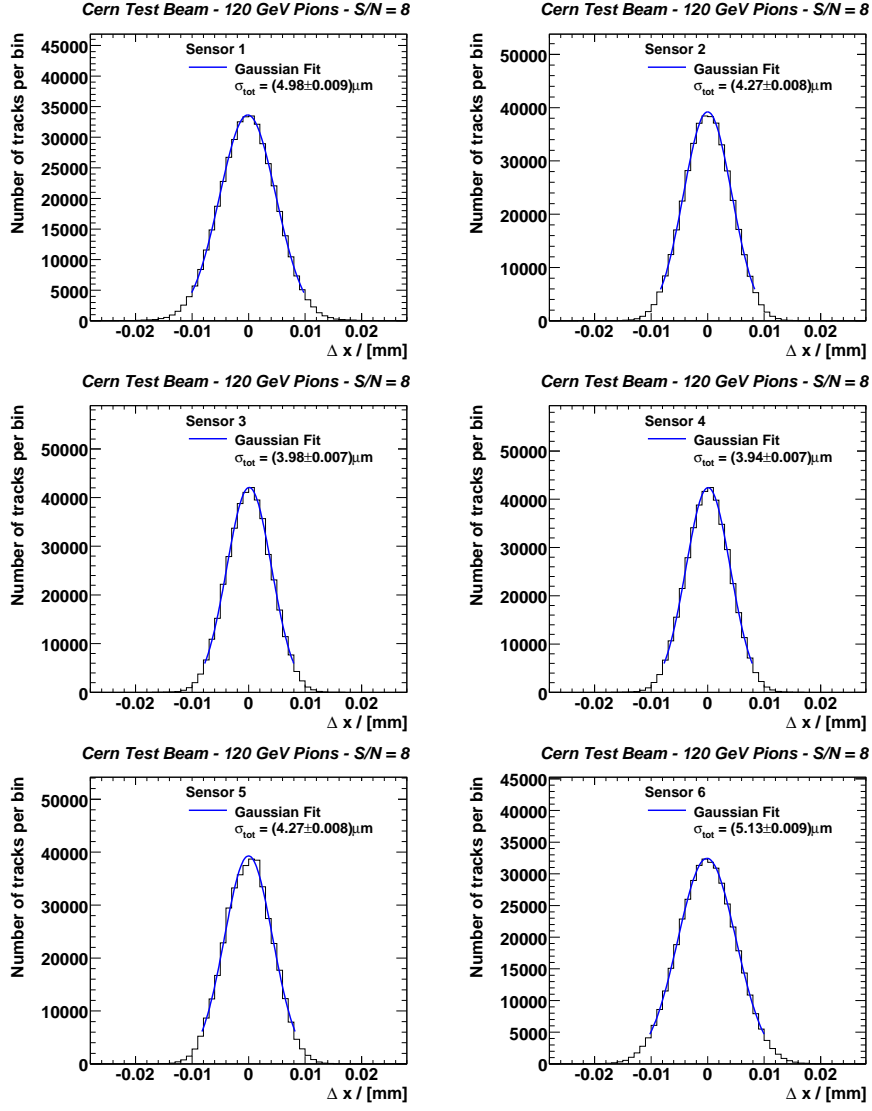 Cern Test Beam - 120 GeV Pions - S/N = 8
Number of tracks per bin
45000
40000
35000
30000
25000
20000
15000
10000
5000
0
Sensor 1
Gaussian Fit
σtot = (4.98±0.009)μm
-0.02 -0.01 0 0.01 0.02
Δ x / [mm]
Cern Test Beam - 120 GeV Pions - S/N = 8
Number of tracks per bin
50000
40000
30000
20000
10000
0
Sensor 2
Gaussian Fit
σtot = (4.27±0.008)μm
-0.02 -0.01 0 0.01 0.02
Δ x / [mm]
Cern Test Beam - 120 GeV Pions - S/N = 8
Number of tracks per bin
50000
40000
30000
20000
10000
0
Sensor 3
Gaussian Fit
σtot = (3.98±0.007)μm
-0.02 -0.01 0 0.01 0.02
Δ x / [mm]
Cern Test Beam - 120 GeV Pions - S/N = 8
Number of tracks per bin
50000
40000
30000
20000
10000
0
Sensor 4
Gaussian Fit
σtot = (3.94±0.007)μm
-0.02 -0.01 0 0.01 0.02
Δ x / [mm]
Cern Test Beam - 120 GeV Pions - S/N = 8
Number of tracks per bin
50000
40000
30000
20000
10000
0
Sensor 5
Gaussian Fit
σtot = (4.27±0.008)μm
-0.02 -0.01 0 0.01 0.02
Δ x / [mm]
Cern Test Beam - 120 GeV Pions - S/N = 8
Number of tracks per bin
45000
40000
35000
30000
25000
20000
15000
10000
5000
0
Sensor 6
Gaussian Fit
σtot = (5.13±0.009)μm
-0.02 -0.01 0 0.01 0.02
Δ x / [mm]